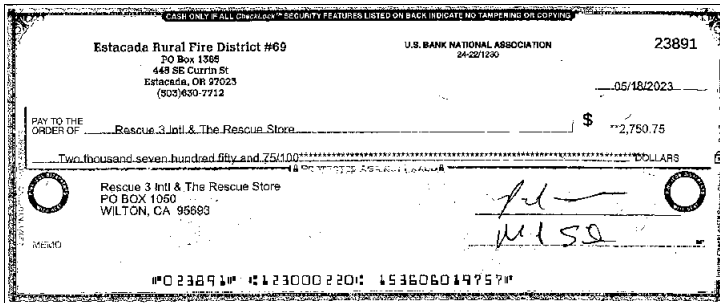 CASH ONLY IF ALL CheckLock™ SECURITY FEATURES LISTED ON BACK INDICATE NO TAMPERING OR COPYING
Estacada Rural Fire District #69
PO Box 1385
445 SE Currin St
Estacada, OR 97023
(503)630-7712
U.S. BANK NATIONAL ASSOCIATION
24-22/1230
23891
05/18/2023
PAY TO THE
ORDER OF Rescue 3 Intl & The Rescue Store
$ **2,750.75
Two thousand seven hundred fifty and 75/100
DOLLARS
Rescue 3 Intl & The Rescue Store
PO BOX 1050
WILTON, CA 95693
MEMO
⑈023891⑈ ⑆123000220⑆ 153606019757⑈